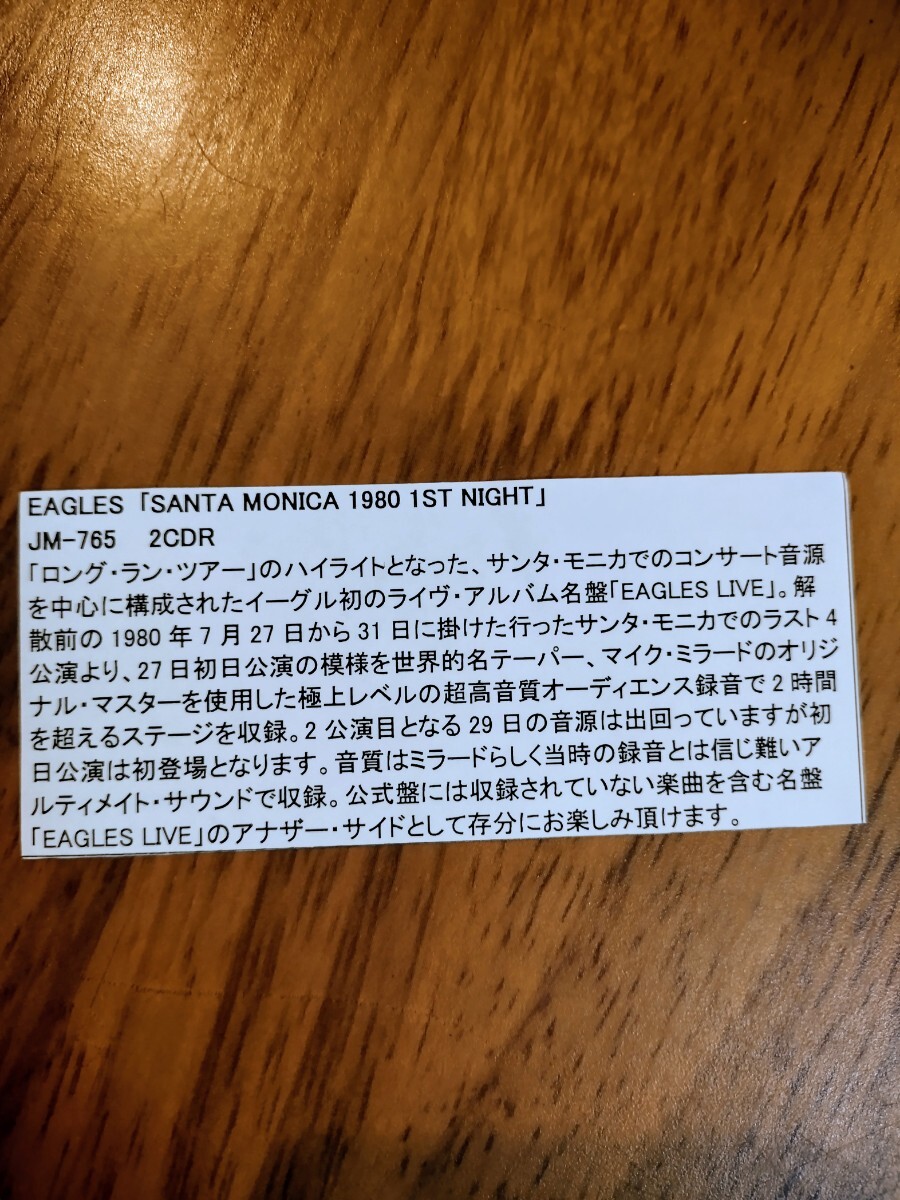 EAGLES 「SANTA MONICA 1980 1ST NIGHT」
JM-765 2CDR
「ロング・ラン・ツアー」のハイライトとなった、サンタ・モニカでのコンサート音源
を中心に構成されたイーグル初のライヴ・アルバム名盤「EAGLES LIVE」。解
散前の 1980 年 7 月 27 日から 31 日に掛けた行ったサンタ・モニカでのラスト 4
公演より、27 日初日公演の模様を世界的名テーパー、マイク・ミラードのオリジ
ナル・マスターを使用した極上レベルの超高音質オーディエンス録音で 2 時間
を超えるステージを収録。2 公演目となる 29 日の音源は出回っていますが初
日公演は初登場となります。音質はミラードらしく当時の録音とは信じ難いア
ルティメイト・サウンドで収録。公式盤には収録されていない楽曲を含む名盤
「EAGLES LIVE」のアナザー・サイドとして存分にお楽しみ頂けます。